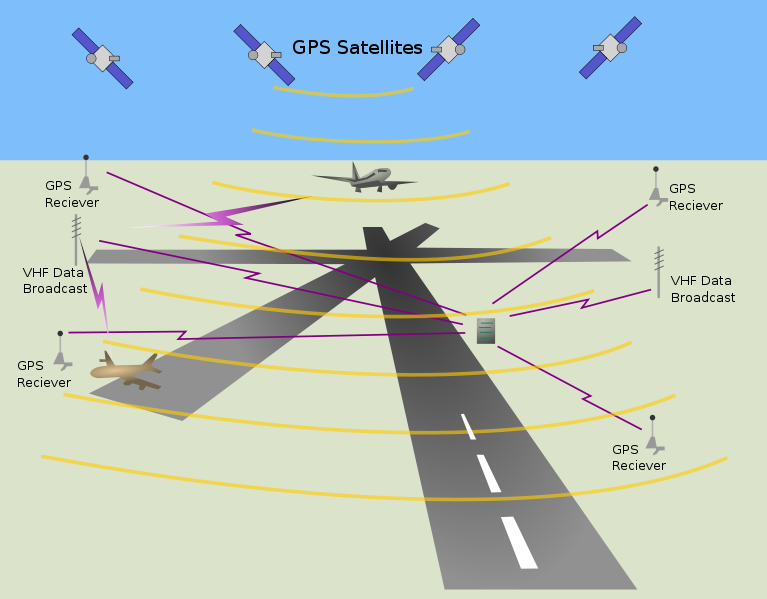 GPS Satellites
GPS
Reciever
GPS
Reciever
VHF Data
Broadcast
VHF Data
Broadcast
GPS
Reciever
GPS
Reciever